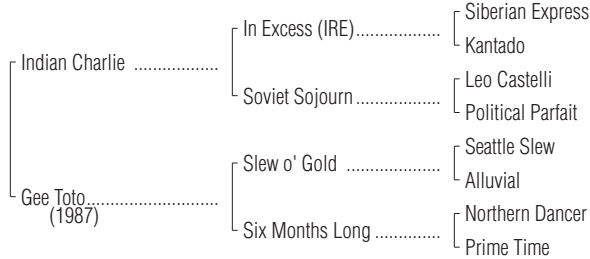 Siberian Express
In Excess (IRE)..................
Kantado
Indian Charlie ..................
Leo Castelli
Soviet Sojourn ..................
Political Parfait
Seattle Slew
Slew o' Gold ....................
Alluvial
Gee Toto............................
(1987)
Northern Dancer
Six Months Long ...............
Prime Time